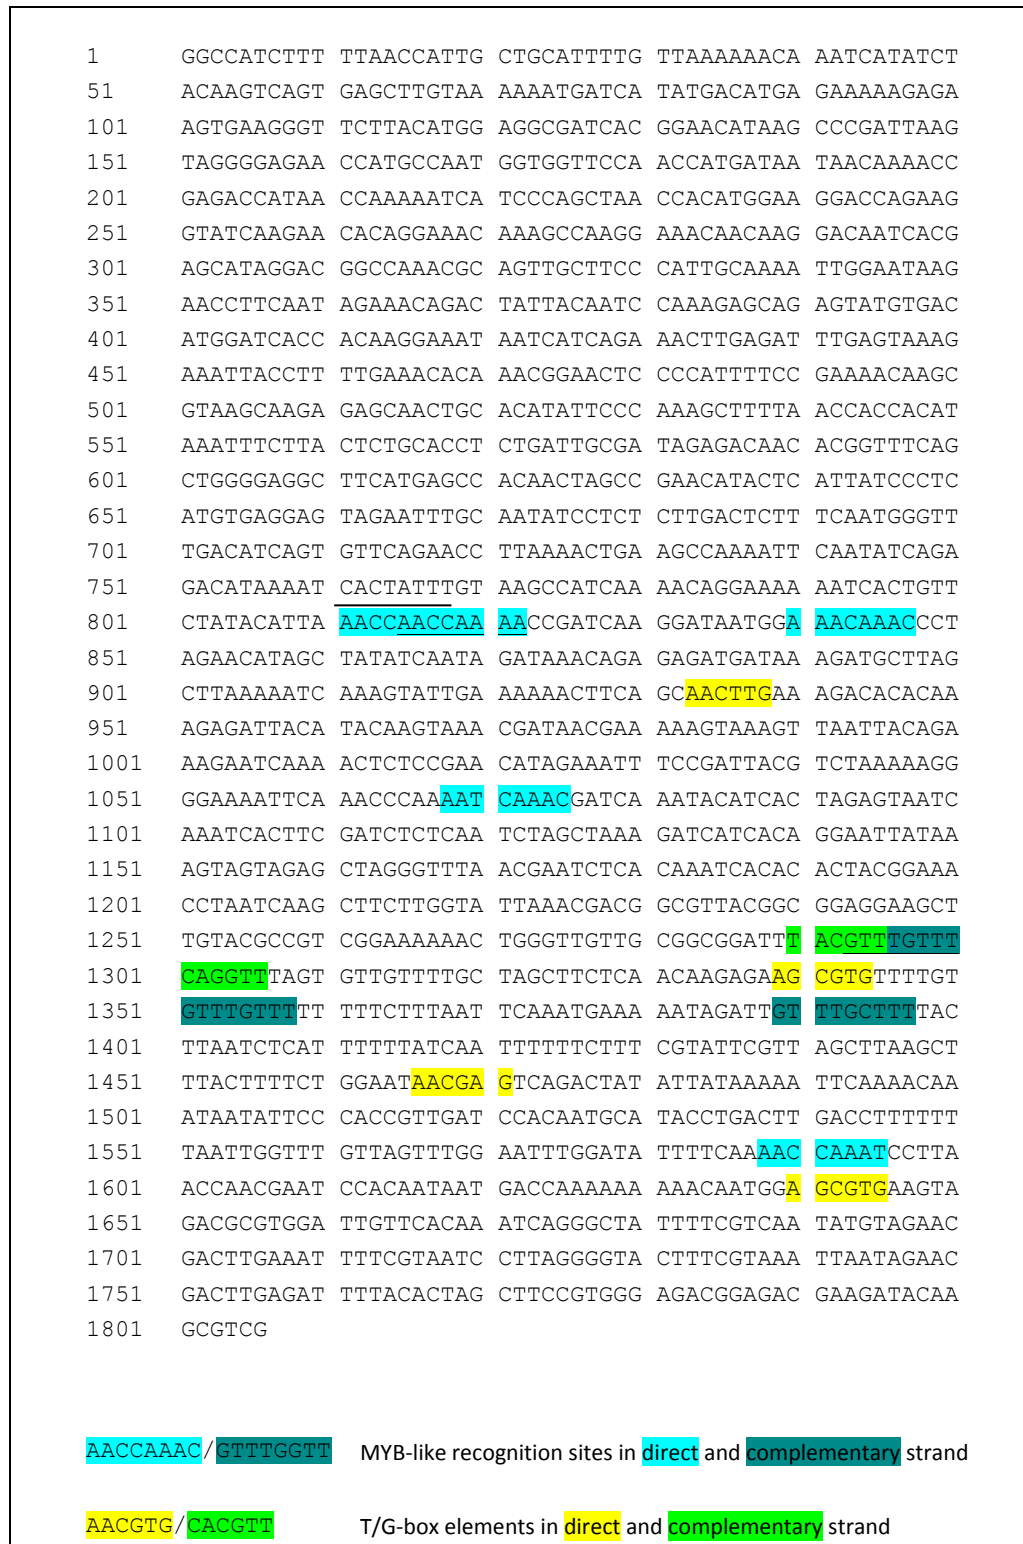 1 GGCCATCTTT TTAACCATTG CTGCATTTTG TTAAAAAACA AATCATATCT
51 ACAAGTCAGT GAGCTTGTAA AAAATGATCA TATGACATGA GAAAAAGAGA
101 AGTGAAGGGT TCTTACATGG AGGCGATCAC GGAACATAAG CCCGATTAAG
151 TAGGGGAGAA CCATGCCAAT GGTGGTTCCA ACCATGATAA TAACAAAACC
201 GAGACCATAA CCAAAAATCA TCCCAGCTAA CCACATGGAA GGACCAGAAG
251 GTATCAAGAA CACAGGAAAC AAAGCCAAGG AAACAACAAG GACAATCACG
301 AGCATAGGAC GGCCAAACGC AGTTGCTTCC CATTGCAAAA TTGGAATAAG
351 AACCTTCAAT AGAAACAGAC TATTACAATC CAAAGAGCAG AGTATGTGAC
401 ATGGATCACC ACAAGGAAAT AATCATCAGA AACTTGAGAT TTGAGTAAAG
451 AAATTACCTT TTGAAACACA AACGGAACTC CCCATTTTCC GAAAACAAGC
501 GTAAGCAAGA GAGCAACTGC ACATATTCCC AAAGCTTTTA ACCACCACAT
551 AAATTTCTTA CTCTGCACCT CTGATTGCGA TAGAGACAAC ACGGTTTCAG
601 CTGGGGAGGC TTCATGAGCC ACAACTAGCC GAACATACTC ATTATCCCTC
651 ATGTGAGGAG TAGAATTTGC AATATCCTCT CTTGACTCTT TCAATGGGTT
701 TGACATCAGT GTTCAGAACC TTAAAACTGA AGCCAAAATT CAATATCAGA
751 GACATAAAAT CACTATTTGT AAGCCATCAA AACAGGAAAA AATCACTGTT
801 CTATACATTA AACCAACCAA AACCGATCAA GGATAATGGA AACAAACCCT
851 AGAACATAGC TATATCAATA GATAAACAGA GAGATGATAA AGATGCTTAG
901 CTTAAAAATC AAAGTATTGA AAAAACTTCA GCAACTTGAA AGACACACAA
951 AGAGATTACA TACAAGTAAA CGATAACGAA AAAGTAAAGT TAATTACAGA
1001 AAGAATCAAA ACTCTCCGAA CATAGAAATT TCCGATTACG TCTAAAAAGG
1051 GGAAAATTCA AACCCAAAAT CAAACGATCA AATACATCAC TAGAGTAATC
1101 AAATCACTTC GATCTCTCAA TCTAGCTAAA GATCATCACA GGAATTATAA
1151 AGTAGTAGAG CTAGGGTTTA ACGAATCTCA CAAATCACAC ACTACGGAAA
1201 CCTAATCAAG CTTCTTGGTA TTAAACGACG GCGTTACGGC GGAGGAAGCT
1251 TGTACGCCGT CGGAAAAAAC TGGGTTGTTG CGGCGGATTT ACGTTTGTTT
1301 CAGGTTTAGT GTTGTTTTGC TAGCTTCTCA ACAAGAGAAG CGTGTTTTGT
1351 GTTTGTTTTT TTTCTTTAAT TCAAATGAAA AATAGATTGT TTGCTTTTAC
1401 TTAATCTCAT TTTTTATCAA TTTTTTCTTT CGTATTCGTT AGCTTAAGCT
1451 TTACTTTTCT GGAATAACGA GTCAGACTAT ATTATAAAAA TTCAAAACAA
1501 ATAATATTCC CACCGTTGAT CCACAATGCA TACCTGACTT GACCTTTTTT
1551 TAATTGGTTT GTTAGTTTGG AATTTGGATA TTTTCAAAAC CAAATCCTTA
1601 ACCAACGAAT CCACAATAAT GACCAAAAAA AAACAATGGA GCGTGAAGTA
1651 GACGCGTGGA TTGTTCACAA ATCAGGGCTA TTTTCGTCAA TATGTAGAAC
1701 GACTTGAAAT TTTCGTAATC CTTAGGGGTA CTTTCGTAAA TTAATAGAAC
1751 GACTTGAGAT TTTACACTAG CTTCCGTGGG AGACGGAGAC GAAGATACAA
1801 GCGTCG
AACCAAAC/GTTTGGTT MYB-like recognition sites in direct and complementary strand
AACGTG/CACGTT T/G-box elements in direct and complementary strand